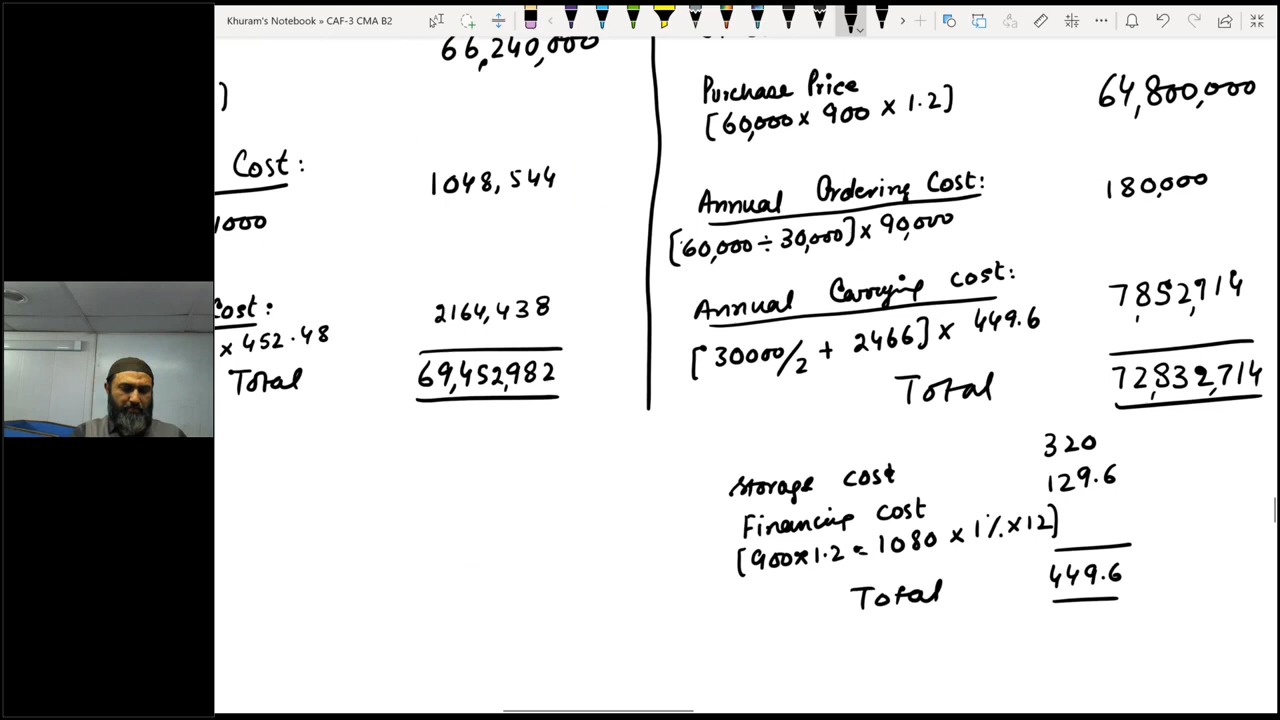 Khuram's Notebook » CAF-3 CMA B2
66,240,000
)
Cost: 1048,544
1000
Cost: 2164,438
x 452.48
Total 69,452,982
Purchase Price 64,800,000
[60,000 x 900 x 1.2]
Annual Ordering Cost: 180,000
[60,000 ÷ 30,000] x 90,000
Annual Carrying Cost: 7852,714
[30000/2 + 2466] x 449.6
Total 72,832,714
Storage cost 320
Financing cost 129.6
[900x1.2 = 1080 x 1% x 12]
Total 449.6